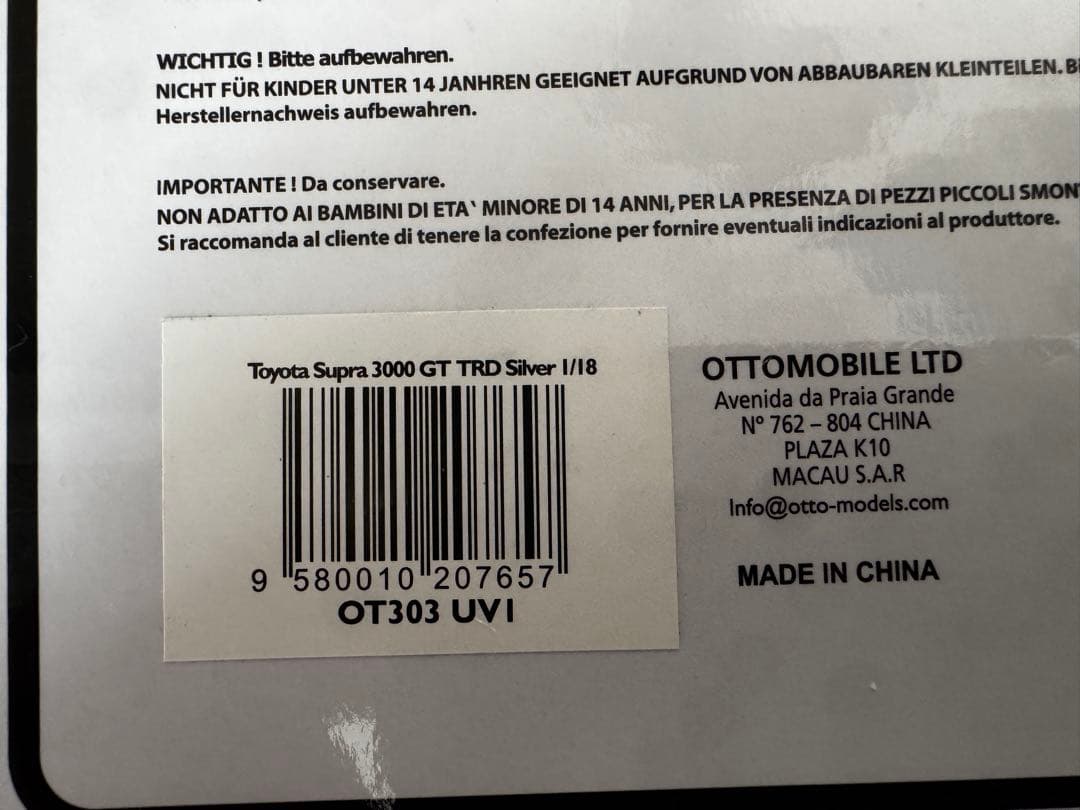 WICHTIG ! Bitte aufbewahren.
NICHT FÜR KINDER UNTER 14 JANHREN GEEIGNET AUFGRUND VON ABBAUBAREN KLEINTEILEN.
Herstellernachweis aufbewahren.
IMPORTANTE ! Da conservare.
NON ADATTO AI BAMBINI DI ETA` MINORE DI 14 ANNI, PER LA PRESENZA DI PEZZI PICCOLI
Si raccomanda al cliente di tenere la confezione per fornire eventuali indicazioni al produttore.
Toyota Supra 3000 GT TRD Silver 1/18
9 580010 207657
OT303 UV1
OTTOMOBILE LTD
Avenida da Praia Grande
Nº 762 – 804 CHINA
PLAZA K10
MACAU S.A.R
Info@otto-models.com
MADE IN CHINA